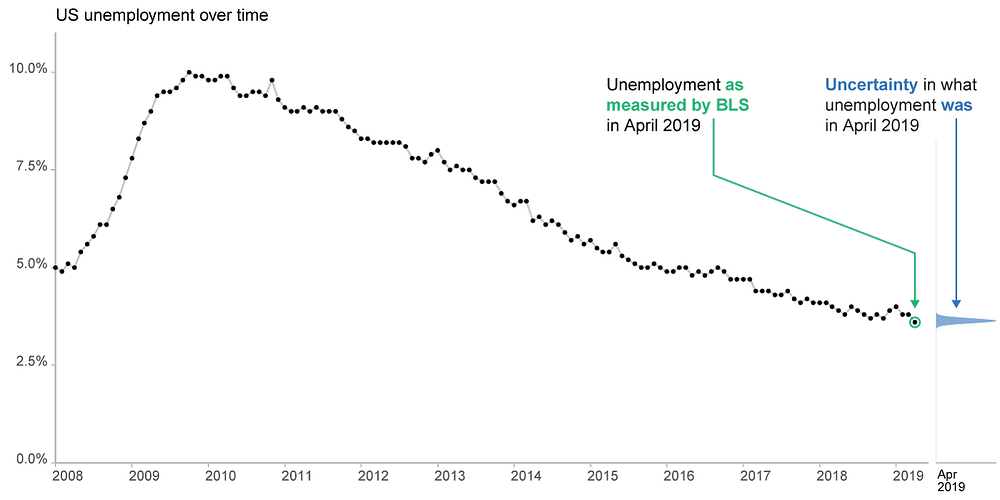 US unemployment over time
10.0%
7.5%
5.0%
2.5%
0.0%
Unemployment as
measured by BLS
in April 2019
Uncertainty in what
unemployment was
in April 2019
2008 2009 2010 2011 2012 2013 2014 2015 2016 2017 2018 2019
Apr
2019